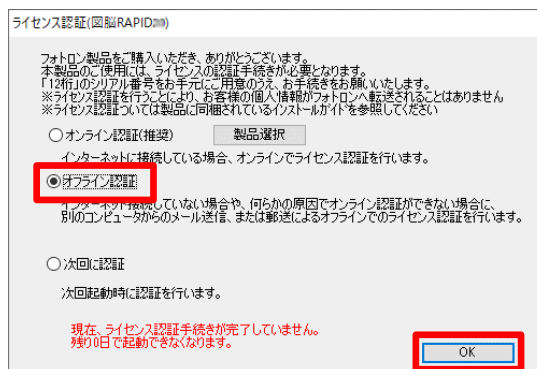 ライセンス認証(図脳RAPID)
フォトロン製品をご購入いただき、ありがとうございます。
本製品のご使用には、ライセンスの認証手続きが必要となります。
「12桁」のシリアル番号をお手元にご用意のうえ、お手続きをお願いいたします。
※ライセンス認証を行うことにより、お客様の個人情報がフォトロンへ転送されることはありません
※ライセンス認証ついては製品に同梱されているインストールガイドを参照してください
オンライン認証(推奨) 製品選択
インターネットに接続している場合、オンラインでライセンス認証を行います。
オフライン認証
インターネット接続していない場合や、何らかの原因でオンライン認証ができない場合に、
別のコンピュータからのメール送信、または郵送によるオフラインでのライセンス認証を行います。
次回に認証
次回起動時に認証を行います。
現在、ライセンス認証手続きが完了していません。
残り0日で起動できなくなります。
OK